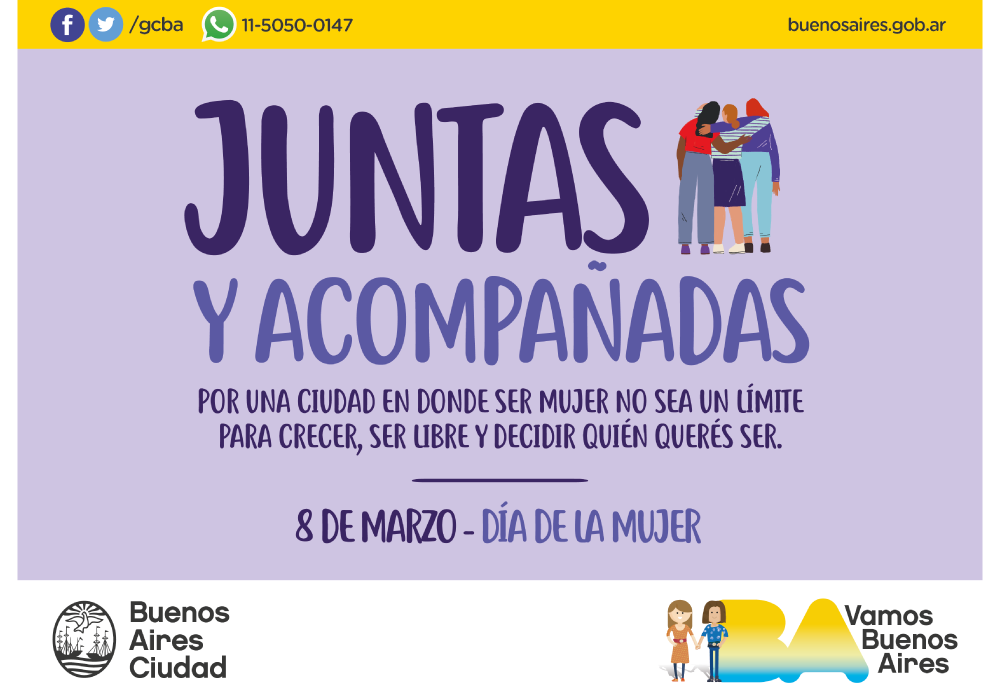 /gcba 11-5050-0147 buenosaires.gob.ar
JUNTAS
Y ACOMPAÑADAS
POR UNA CIUDAD EN DONDE SER MUJER NO SEA UN LÍMITE
PARA CRECER, SER LIBRE Y DECIDIR QUIÉN QUERÉS SER.
8 DE MARZO - DÍA DE LA MUJER
Buenos
Aires
Ciudad
BA
Vamos
Buenos
Aires